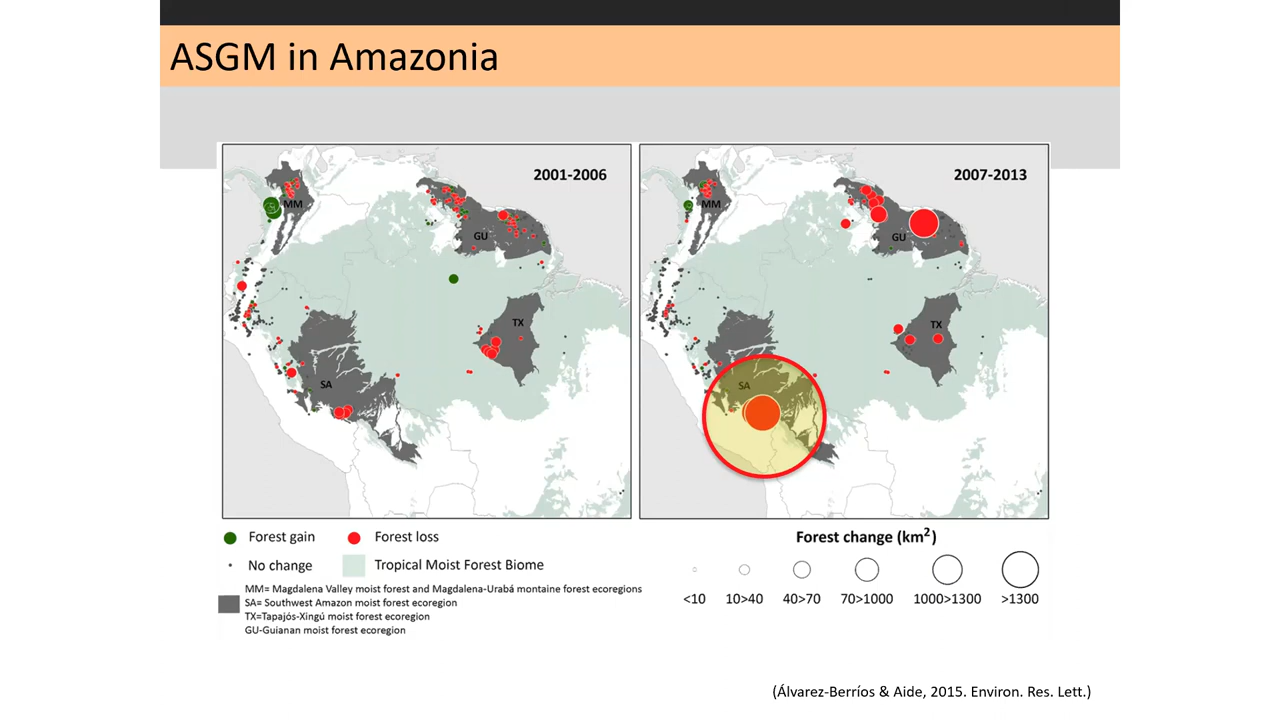 ASGM in Amazonia
2001-2006
MM
GU
TX
SA
2007-2013
MM
GU
TX
SA
Forest gain
Forest loss
No change
Tropical Moist Forest Biome
MM= Magdalena Valley moist forest and Magdalena-Urabá montaine forest ecoregions
SA= Southwest Amazon moist forest ecoregion
TX=Tapajós-Xingú moist forest ecoregion
GU-Guianan moist forest ecoregion
Forest change (km²)
<10 10>40 40>70 70>1000 1000>1300 >1300
(Álvarez-Berríos & Aide, 2015. Environ. Res. Lett.)